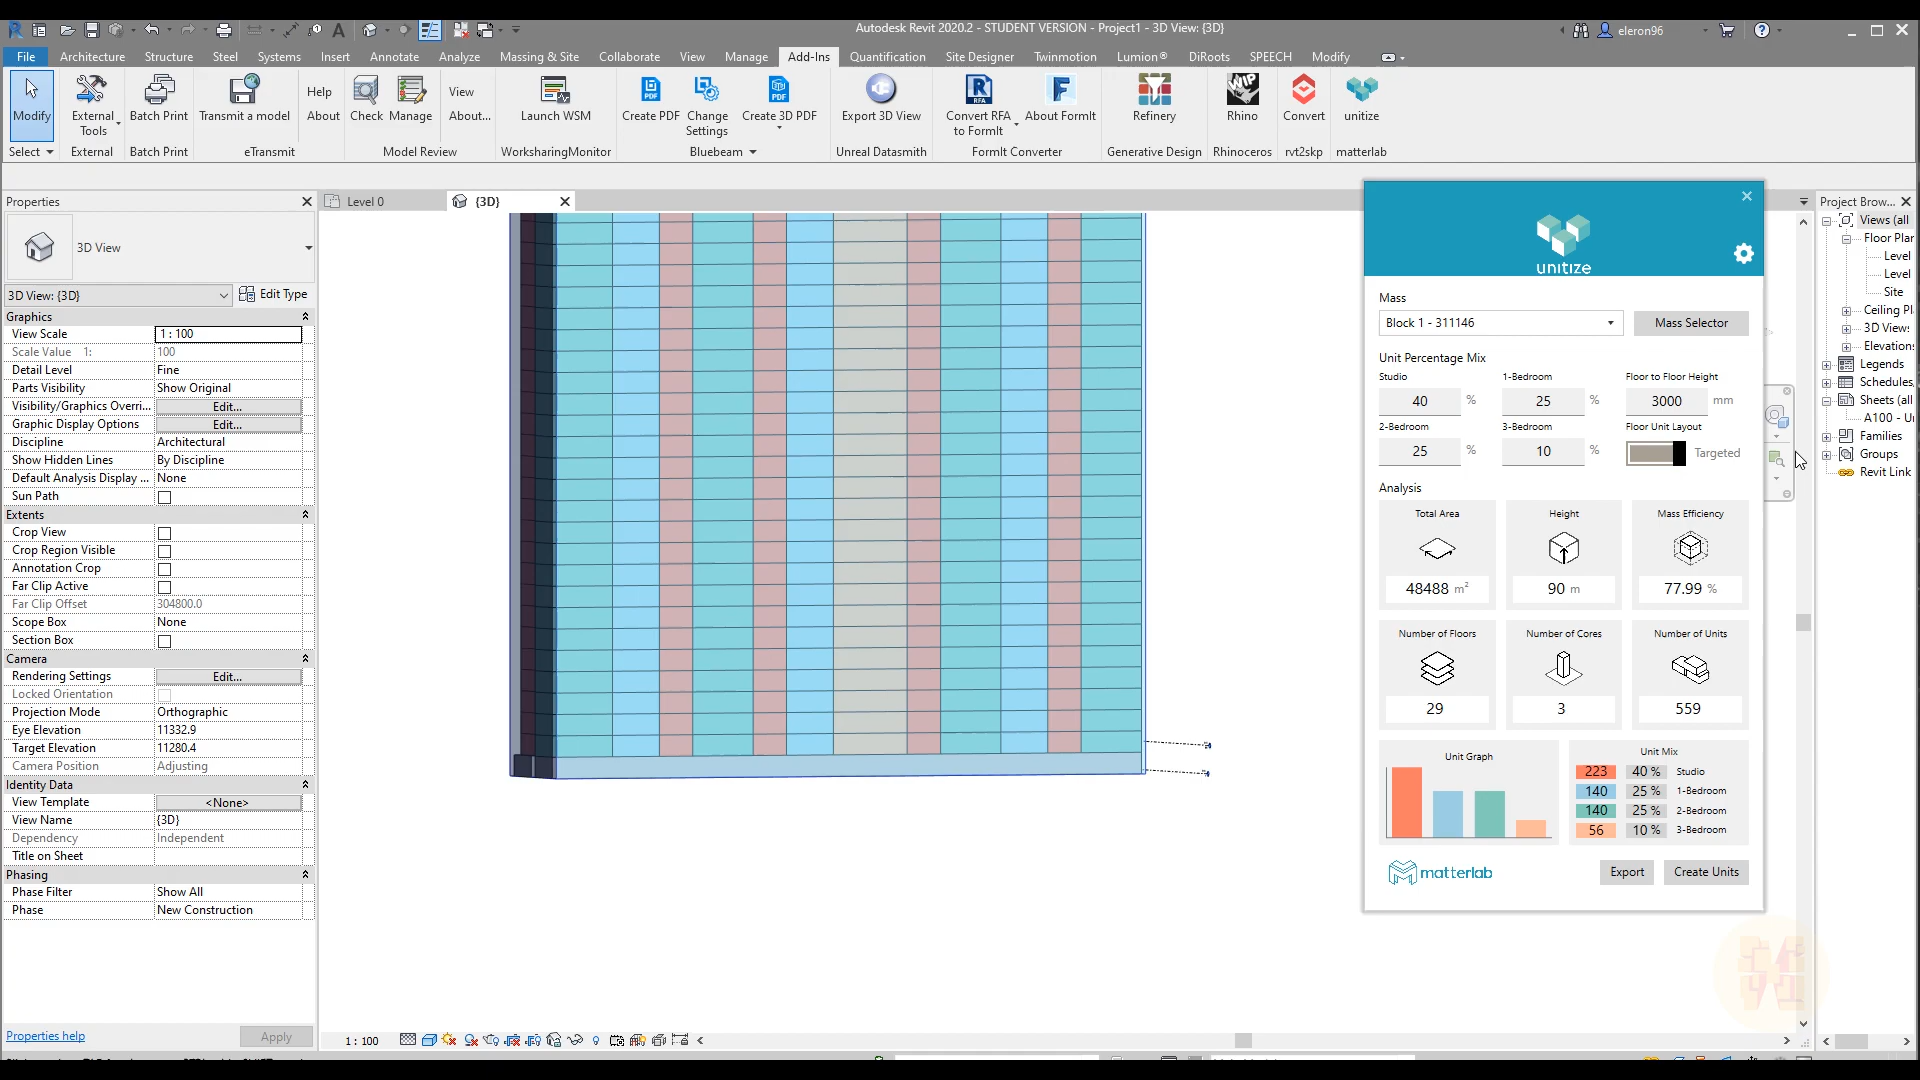 Autodesk Revit 2020.2 - STUDENT VERSION - Project1 - 3D View: {3D}
eleron96
File Architecture Structure Steel Systems Insert Annotate Analyze Massing & Site Collaborate View Manage Add-Ins Quantification Site Designer Twinmotion Lumion® DiRoots SPEECH Modify
Modify
External Tools
Batch Print
Transmit a model
Help
About
Check
Manage
View
About...
Launch WSM
Create PDF
Change Settings
Create 3D PDF
Export 3D View
Convert RFA to FormIt
About FormIt
Refinery
Rhino
Convert
unitize
Select External Batch Print eTransmit Model Review WorksharingMonitor Bluebeam Unreal Datasmith FormIt Converter Generative Design Rhinoceros rvt2skp matterlab
Properties
3D View
3D View: {3D}
Edit Type
Graphics
View Scale 1 : 100
Scale Value 1: 100
Detail Level Fine
Parts Visibility Show Original
Visibility/Graphics Overri... Edit...
Graphic Display Options Edit...
Discipline Architectural
Show Hidden Lines By Discipline
Default Analysis Display ... None
Sun Path
Extents
Crop View
Crop Region Visible
Annotation Crop
Far Clip Active
Far Clip Offset 304800.0
Scope Box None
Section Box
Camera
Rendering Settings Edit...
Locked Orientation
Projection Mode Orthographic
Eye Elevation 11332.9
Target Elevation 11280.4
Camera Position Adjusting
Identity Data
View Template <None>
View Name {3D}
Dependency Independent
Title on Sheet
Phasing
Phase Filter Show All
Phase New Construction
Properties help
Apply
Level 0
{3D}
1 : 100
unitize
Mass
Block 1 - 311146
Mass Selector
Unit Percentage Mix
Studio 1-Bedroom Floor to Floor Height
40 % 25 % 3000 mm
2-Bedroom 3-Bedroom Floor Unit Layout
25 % 10 % Targeted
Analysis
Total Area Height Mass Efficiency
48488 m² 90 m 77.99 %
Number of Floors Number of Cores Number of Units
29 3 559
Unit Graph
Unit Mix
223 40 % Studio
140 25 % 1-Bedroom
140 25 % 2-Bedroom
56 10 % 3-Bedroom
matterlab
Export
Create Units
Project Brow...
Views (all
Floor Plan
Level
Level
Site
Ceiling Pl
3D Views
Elevations
Legends
Schedules,
Sheets (all
A100 - U
Families
Groups
Revit Link